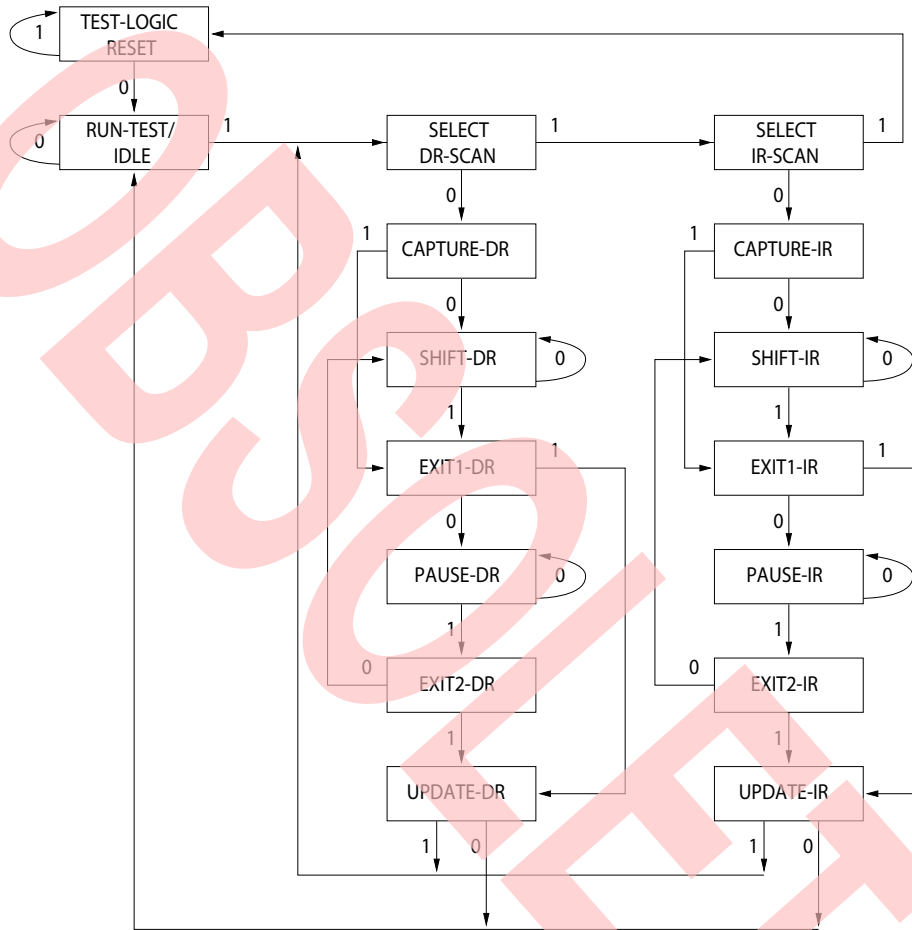 TEST-LOGIC
RESET
1
0
RUN-TEST/
IDLE
0
1
SELECT
DR-SCAN
1
SELECT
IR-SCAN
1
0
0
1
CAPTURE-DR
1
CAPTURE-IR
0
0
SHIFT-DR
0
SHIFT-IR
0
1
1
EXIT1-DR
1
EXIT1-IR
1
0
0
PAUSE-DR
0
PAUSE-IR
0
1
1
0
EXIT2-DR
0
EXIT2-IR
1
1
UPDATE-DR
UPDATE-IR
1
0
1
0
OBSOLET